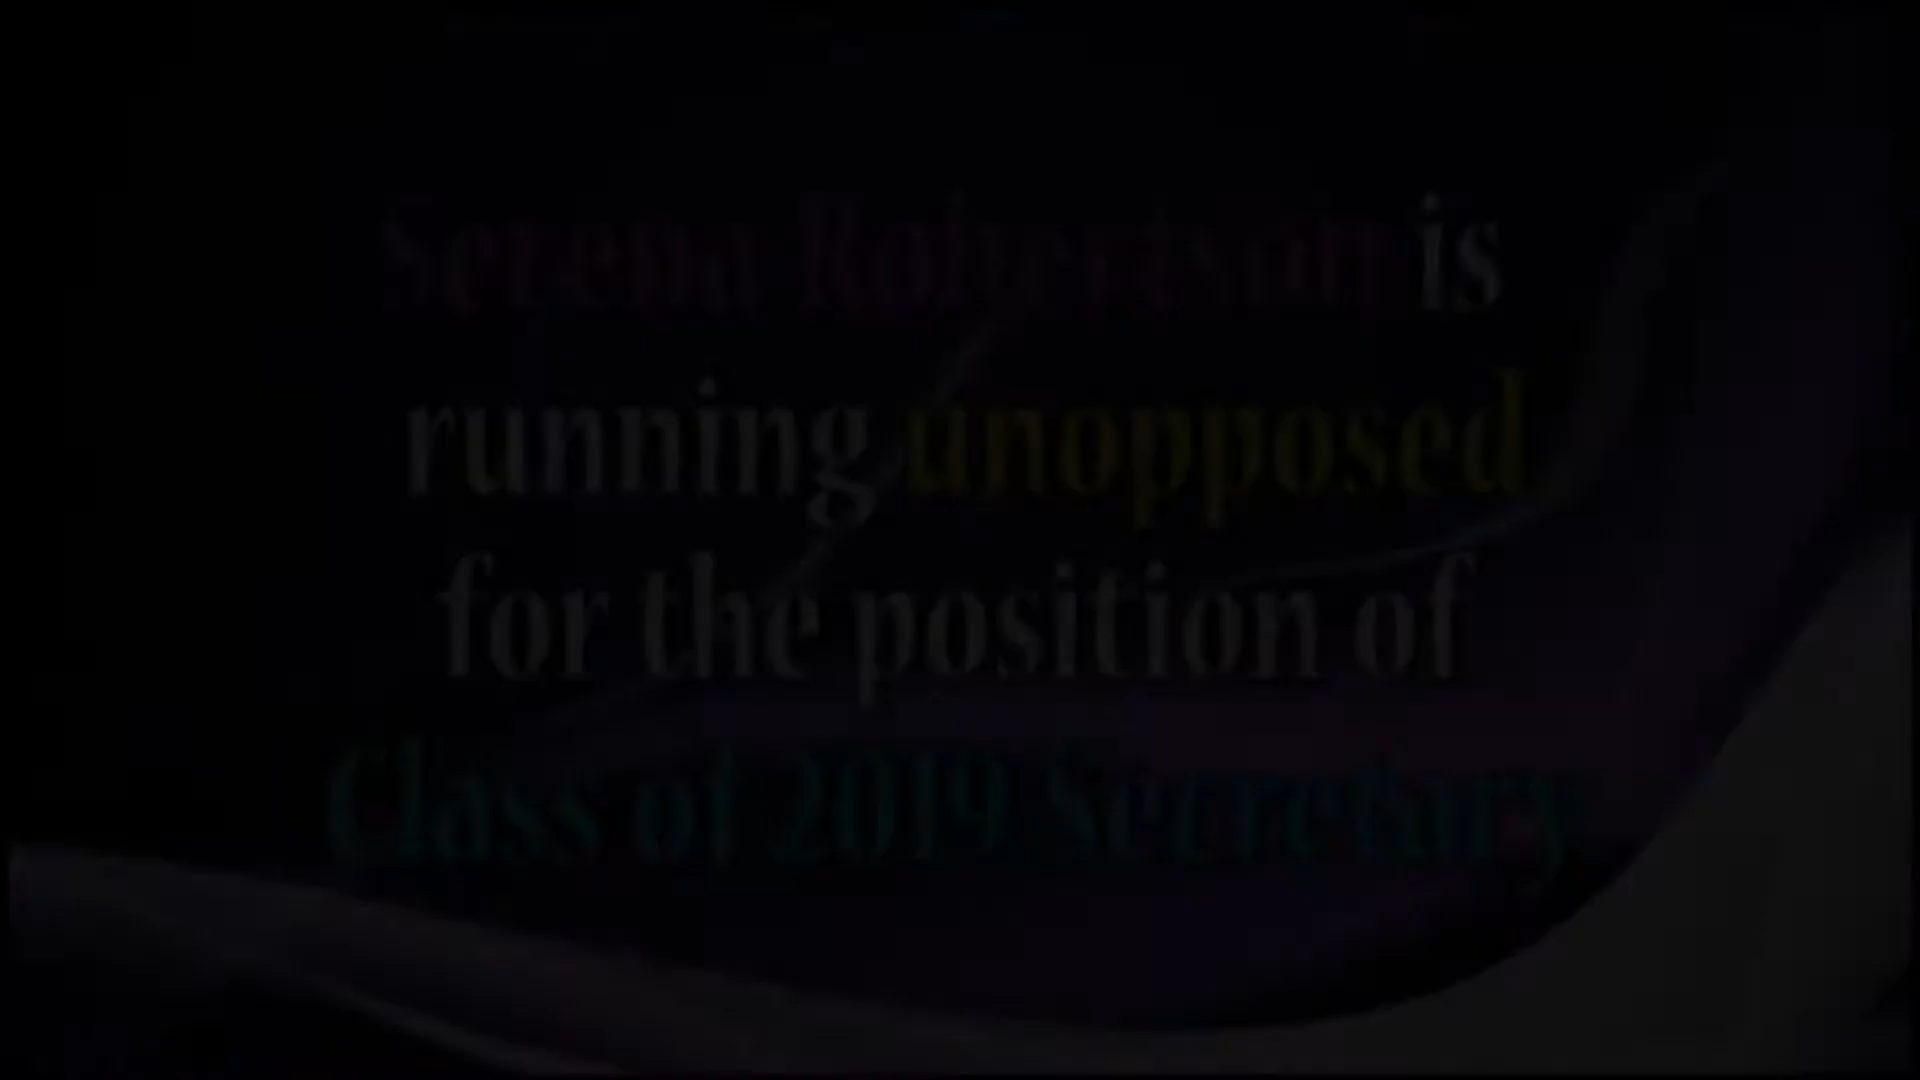 Serena Robertson is
running unopposed
for the position of
Class of 2019 Secretary